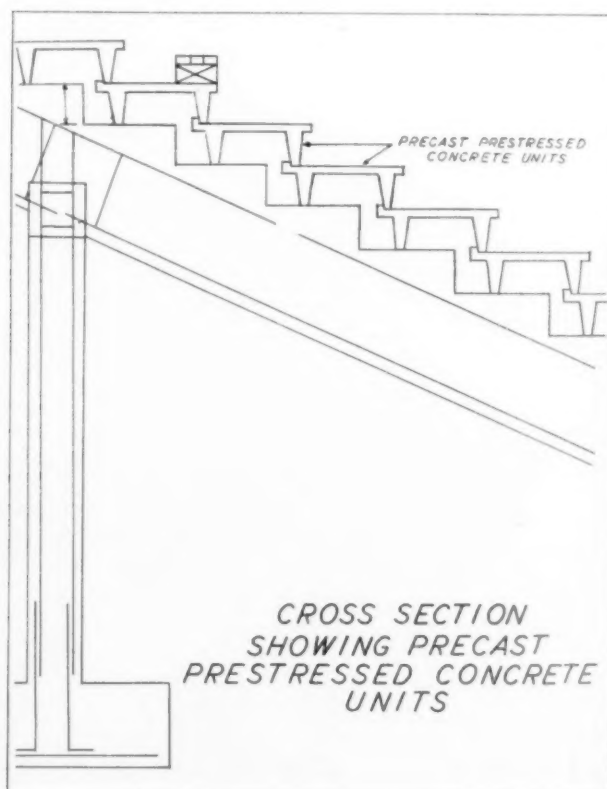 PRECAST PRESTRESSED
CONCRETE UNITS
CROSS SECTION
SHOWING PRECAST
PRESTRESSED CONCRETE
UNITS